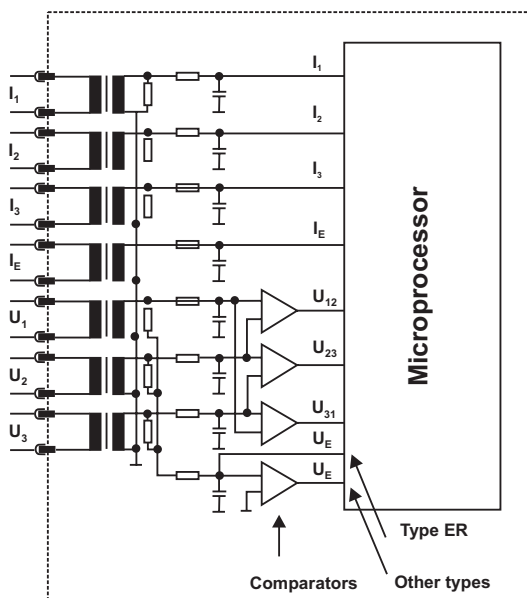 I1
I2
I3
IE
U1
U2
U3
I1
I2
I3
IE
U12
U23
U31
UE
UE
Microprocessor
Type ER
Comparators
Other types